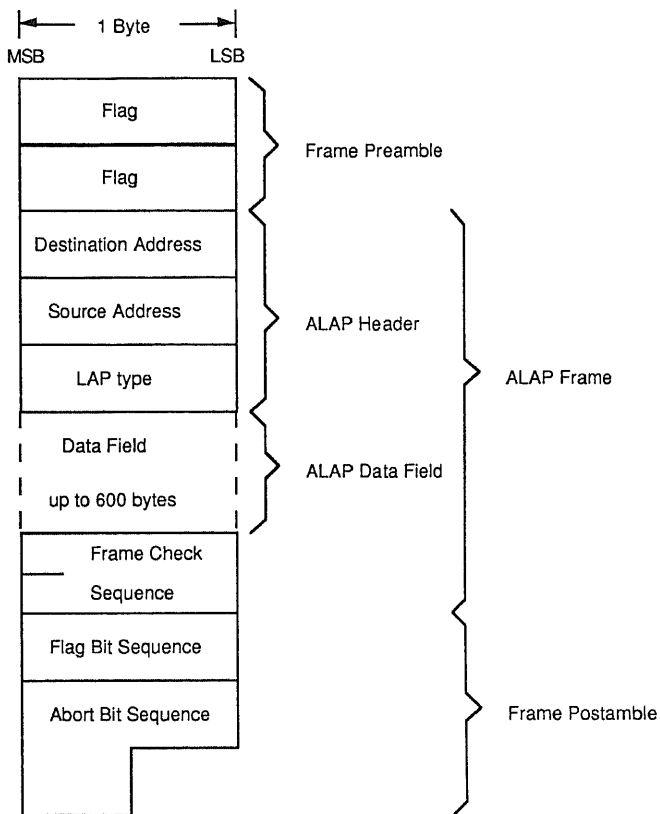 1 Byte
MSB LSB
Flag
Frame Preamble
Flag
Destination Address
Source Address
ALAP Header
LAP type
ALAP Frame
Data Field
up to 600 bytes
ALAP Data Field
Frame Check
Sequence
Flag Bit Sequence
Abort Bit Sequence
Frame Postamble